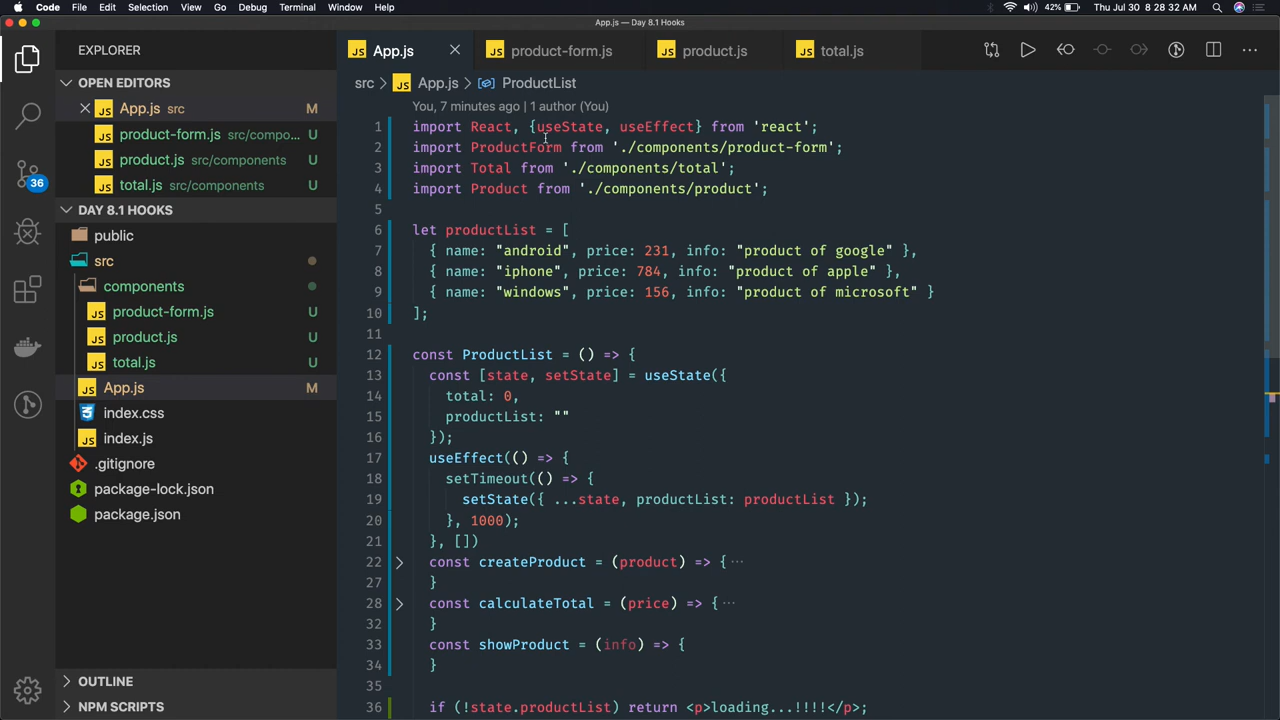 Code File Edit Selection View Go Debug Terminal Window Help 42% Thu Jul 30 8 28 32 AM
App.js — Day 8.1 Hooks
EXPLORER
OPEN EDITORS
App.js src M
product-form.js src/compo... U
product.js src/components U
total.js src/components U
DAY 8.1 HOOKS
public
src
components
product-form.js U
product.js U
total.js U
App.js M
index.css
index.js
.gitignore
package-lock.json
package.json
OUTLINE
NPM SCRIPTS
36
App.js product-form.js product.js total.js
src App.js ProductList
You, 7 minutes ago | 1 author (You)
1 import React, {useState, useEffect} from 'react';
2 import ProductForm from './components/product-form';
3 import Total from './components/total';
4 import Product from './components/product';
5
6 let productList = [
7 { name: "android", price: 231, info: "product of google" },
8 { name: "iphone", price: 784, info: "product of apple" },
9 { name: "windows", price: 156, info: "product of microsoft" }
10 ];
11
12 const ProductList = () => {
13 const [state, setState] = useState({
14 total: 0,
15 productList: ""
16 });
17 useEffect(() => {
18 setTimeout(() => {
19 setState({ ...state, productList: productList });
20 }, 1000);
21 }, [])
22 const createProduct = (product) => { ···
27 }
28 const calculateTotal = (price) => { ···
32 }
33 const showProduct = (info) => {
34 }
35
36 if (!state.productList) return <p>loading...!!!!</p>;